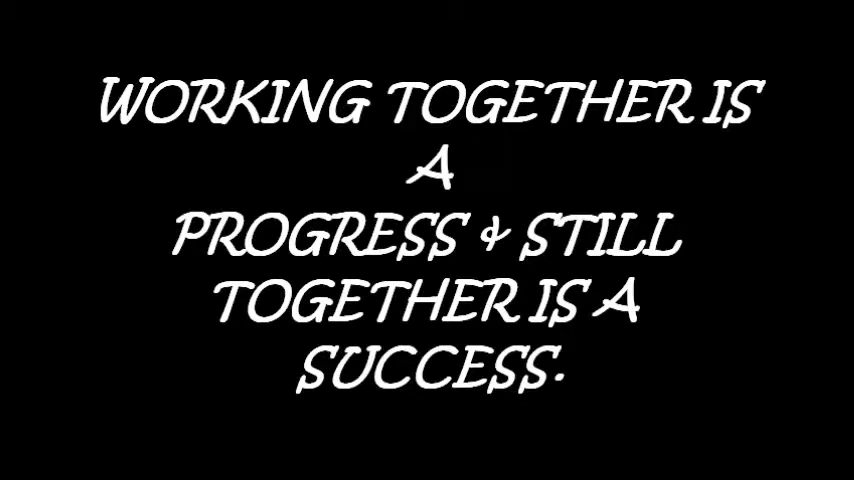 WORKING TOGETHER IS
A
PROGRESS & STILL
TOGETHER IS A
SUCCESS.